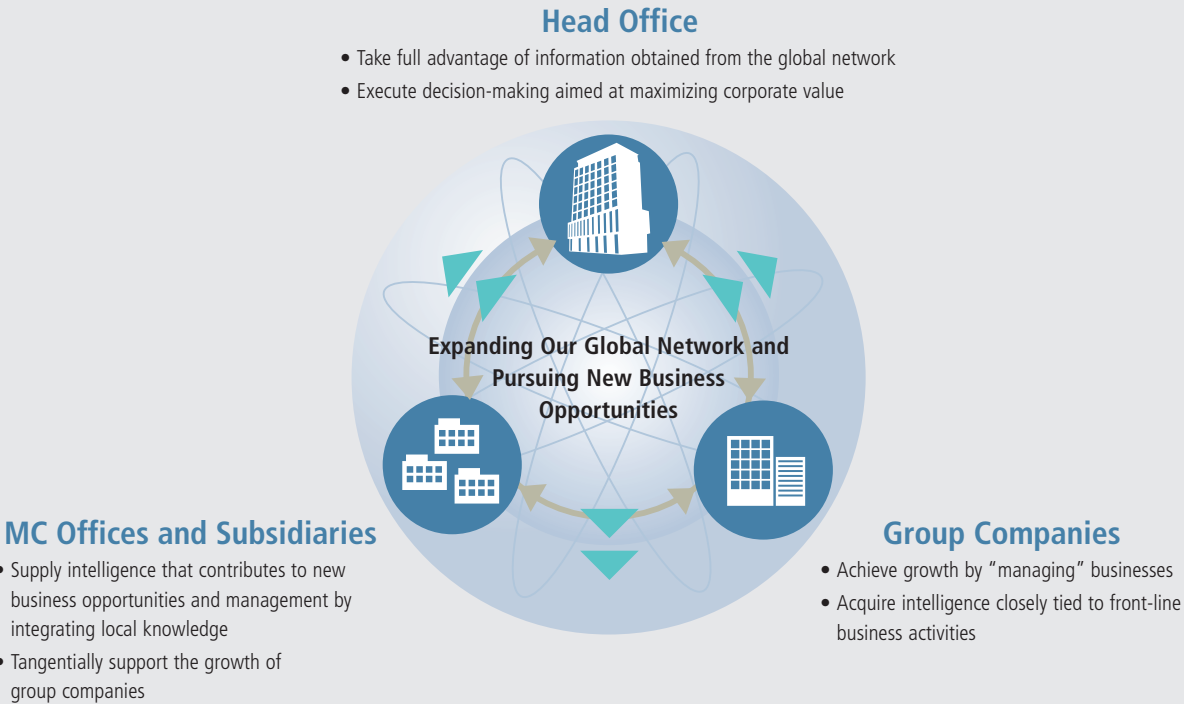 Head Office
• Take full advantage of information obtained from the global network
• Execute decision-making aimed at maximizing corporate value
Expanding Our Global Network and
Pursuing New Business
Opportunities
MC Offices and Subsidiaries
• Supply intelligence that contributes to new
business opportunities and management by
integrating local knowledge
• Tangentially support the growth of
group companies
Group Companies
• Achieve growth by “managing” businesses
• Acquire intelligence closely tied to front-line
business activities